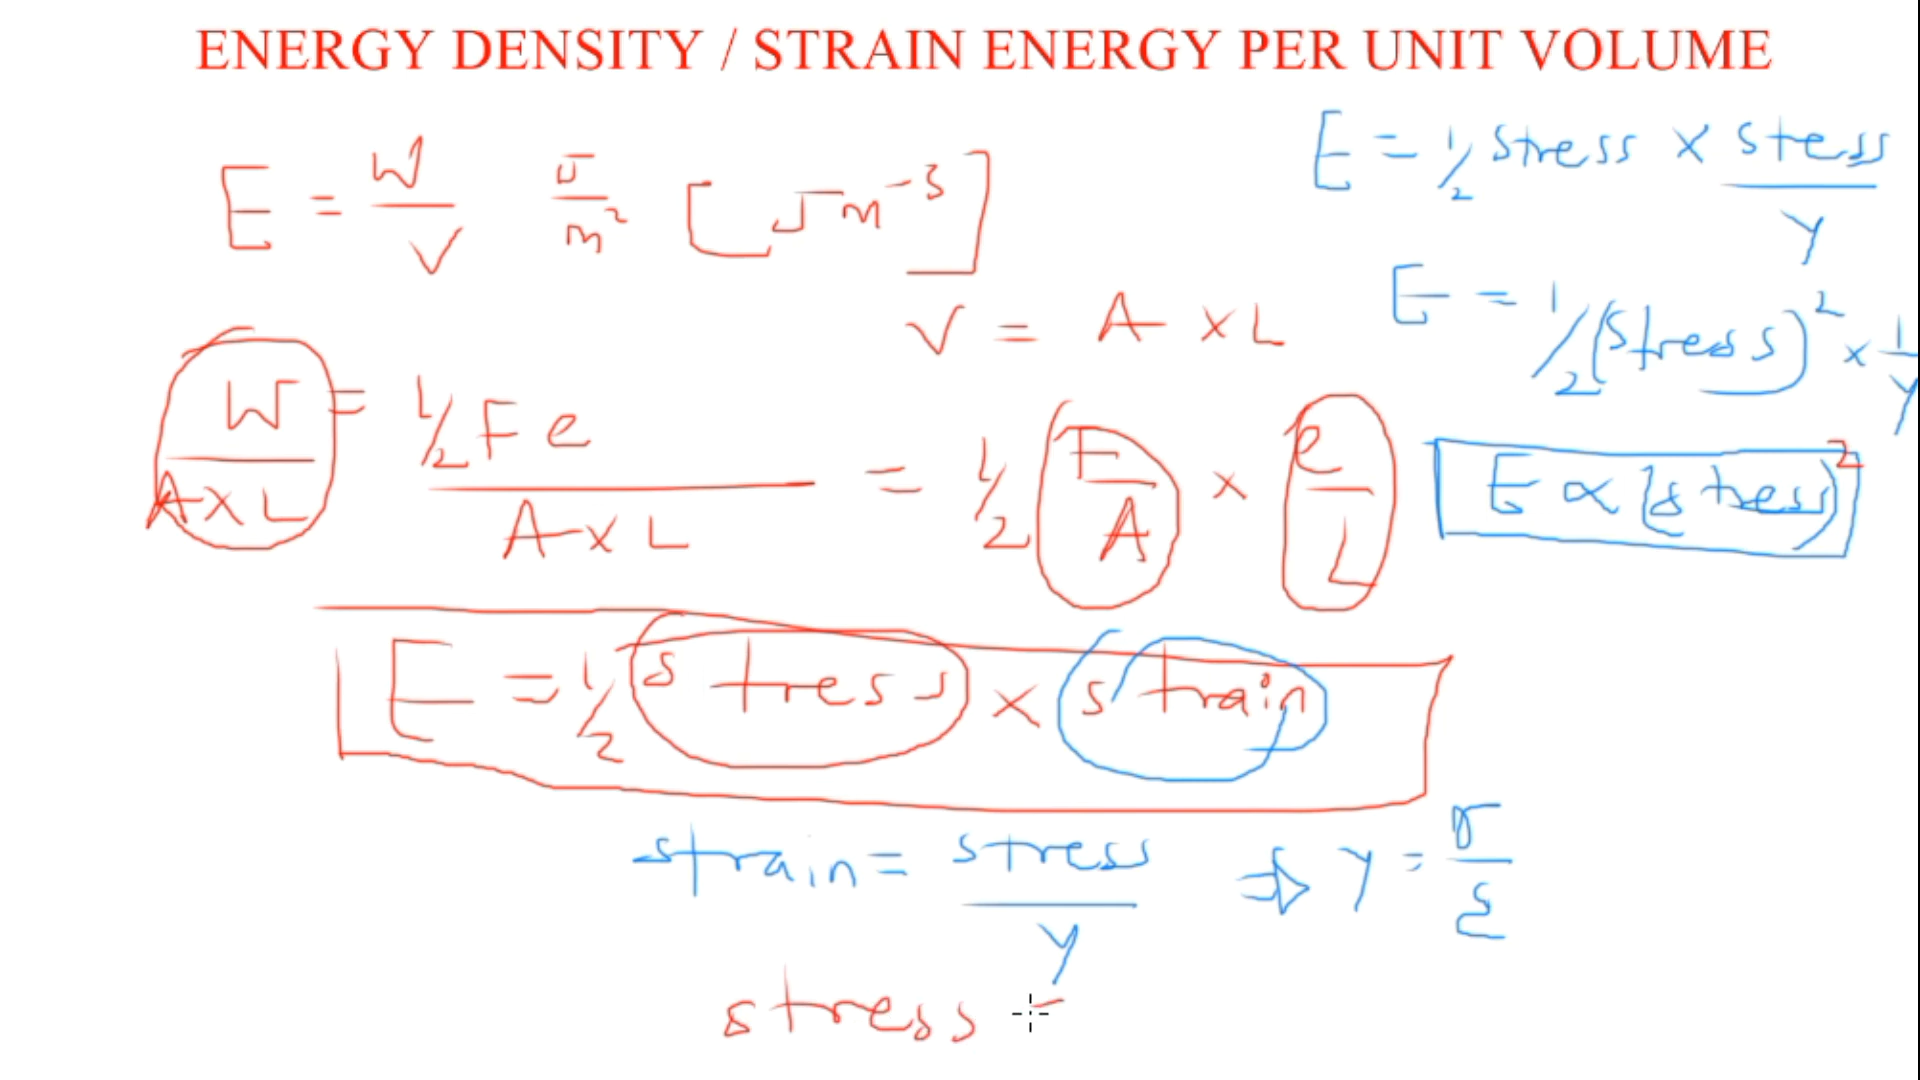 ENERGY DENSITY / STRAIN ENERGY PER UNIT VOLUME
E = W/V J/m² [Jm⁻³]
V = A × L
W/(A×L) = ½Fe/(A×L) = ½ F/A × e/L
E = ½ stress × strain
strain = stress/Y ⇒ Y = σ/ε
stress =
E = ½ stress × stess/Y
E = ½(stress)² × 1/Y
E ∝ (stress)²